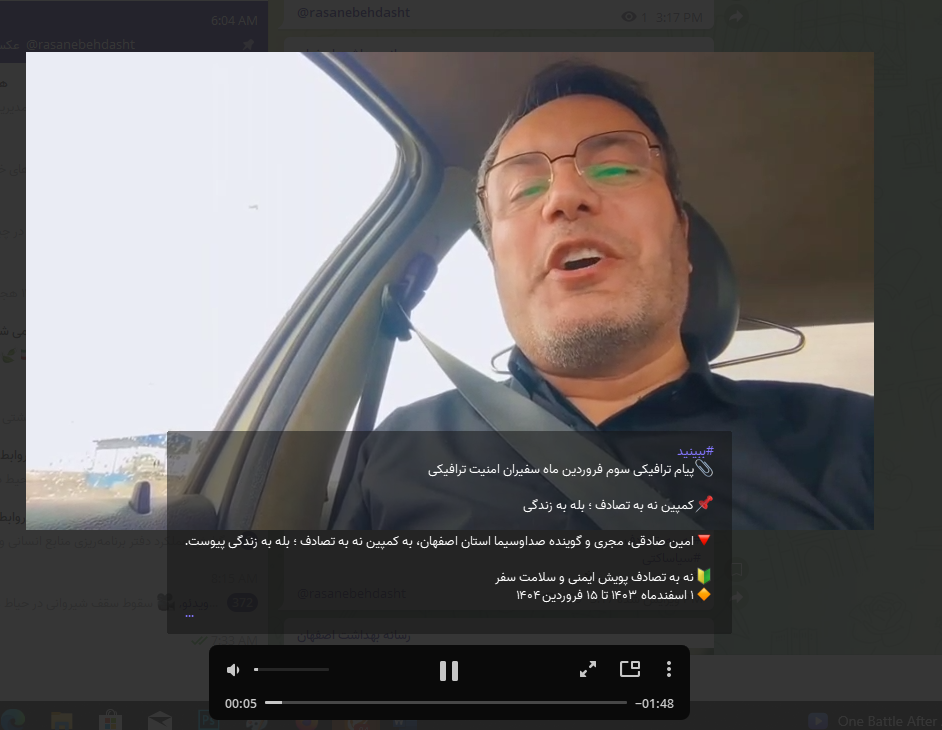 6:04 AM
@rasanebehdasht
@rasanebehdasht
1 3:17 PM
#ببینید
پیام ترافیکی سوم فروردین ماه سفیران امنیت ترافیکی
کمپین نه به تصادف ؛ بله به زندگی
امین صادقی، مجری و گوینده صداوسیما استان اصفهان، به کمپین نه به تصادف ؛ بله به زندگی پیوست.
نه به تصادف پویش ایمنی و سلامت سفر
۱ اسفندماه ۱۴۰۳ تا ۱۵ فروردین۱۴۰۴
...
@rasanebehdasht
372
رسانه بهداشت اصفهان
00:05
−01:48
One Battle After